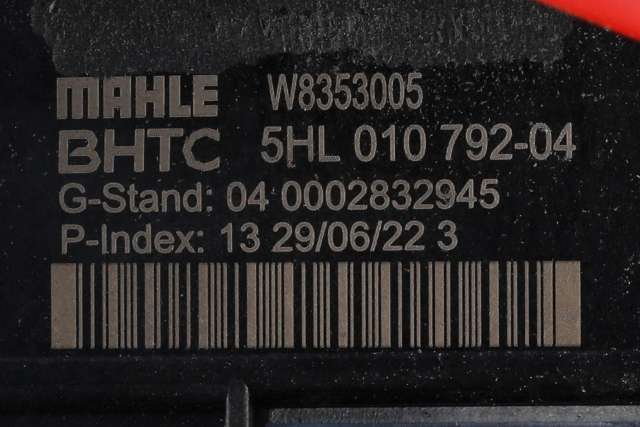 MAHLE W8353005
BHTC 5HL 010 792-04
G-Stand: 04 0002832945
P-Index: 13 29/06/22 3